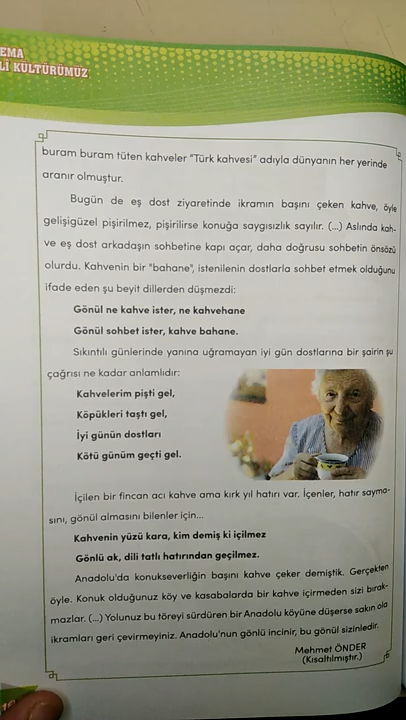 EMA
Lİ KÜLTÜRÜMÜZ
buram buram tüten kahveler "Türk kahvesi" adıyla dünyanın her yerinde
aranır olmuştur.
Bugün de eş dost ziyaretinde ikramın başını çeken kahve, öyle
gelişigüzel pişirilmez, pişirilirse konuğa saygısızlık sayılır. (...) Aslında kah-
ve eş dost arkadaşın sohbetine kapı açar, daha doğrusu sohbetin önsözü
olurdu. Kahvenin bir "bahane", istenilenin dostlarla sohbet etmek olduğunu
ifade eden şu beyit dillerden düşmezdi:
Gönül ne kahve ister, ne kahvehane
Gönül sohbet ister, kahve bahane.
Sıkıntılı günlerinde yanına uğramayan iyi gün dostlarına bir şairin şu
çağrısı ne kadar anlamlıdır:
Kahvelerim pişti gel,
Köpükleri taştı gel,
İyi günün dostları
Kötü günüm geçti gel.
İçilen bir fincan acı kahve ama kırk yıl hatırı var. İçenler, hatır sayma-
sını, gönül almasını bilenler için...
Kahvenin yüzü kara, kim demiş ki içilmez
Gönlü ak, dili tatlı hatırından geçilmez.
Anadolu'da konukseverliğin başını kahve çeker demiştik. Gerçekten
öyle. Konuk olduğunuz köy ve kasabalarda bir kahve içirmeden sizi bırak-
mazlar. (...) Yolunuz bu töreyi sürdüren bir Anadolu köyüne düşerse sakın ola
ikramları geri çevirmeyiniz. Anadolu'nun gönlü incinir, bu gönül sizinledir.
Mehmet ÖNDER
(Kısaltılmıştır.)